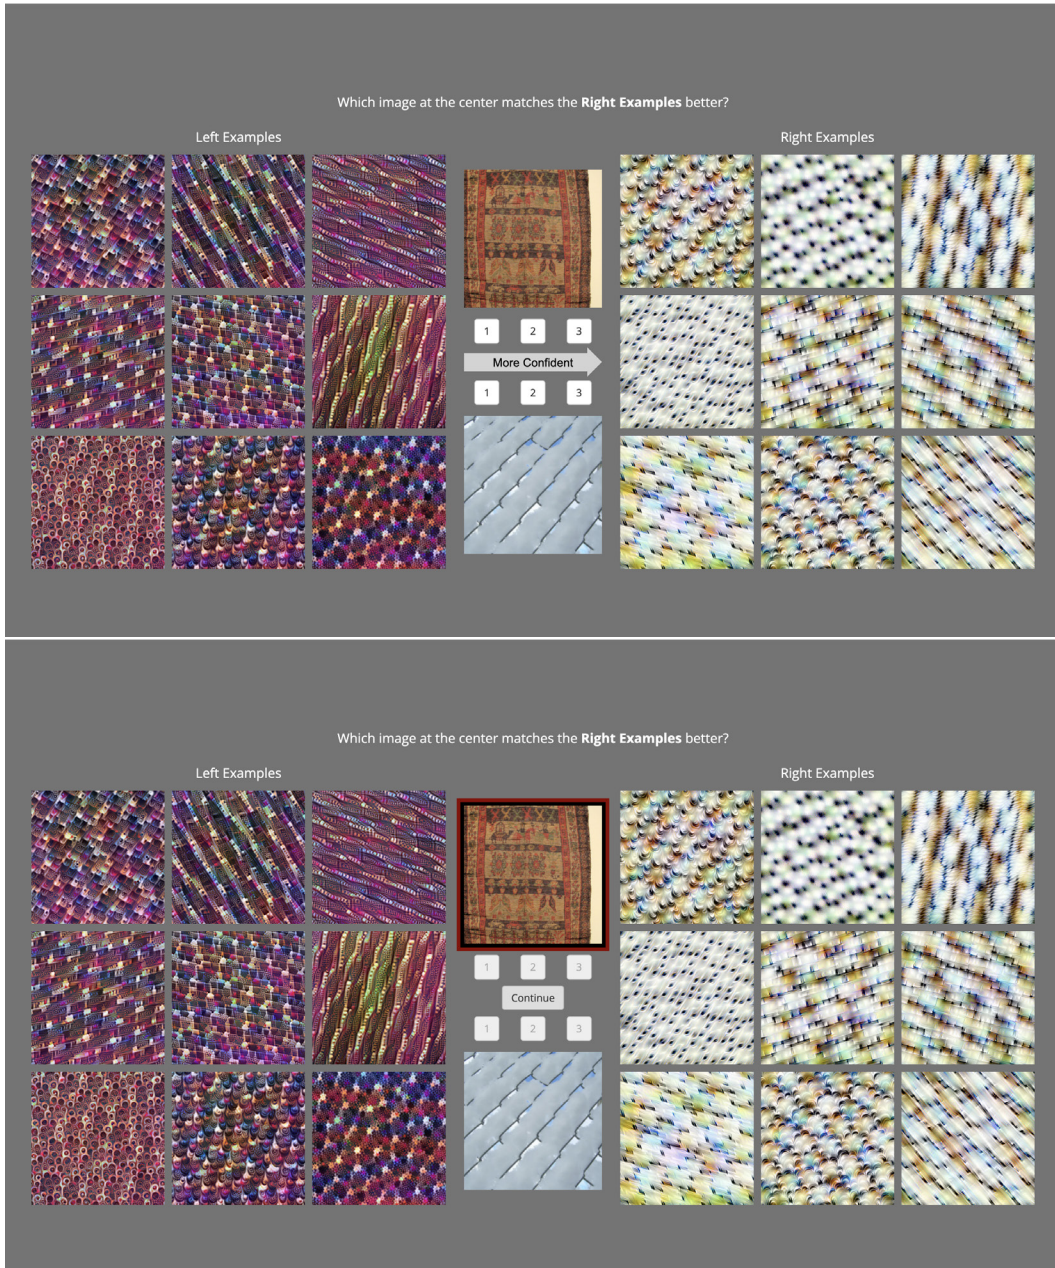 Which image at the center matches the Right Examples better?
Left Examples
Right Examples
1 2 3
More Confident
1 2 3
Which image at the center matches the Right Examples better?
Left Examples
Right Examples
1 2 3
Continue
1 2 3